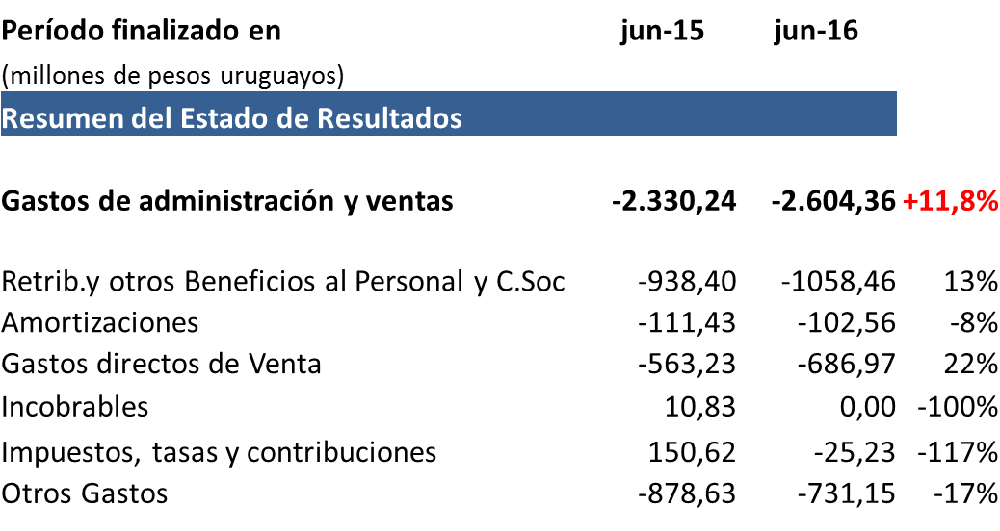 Período finalizado en jun-15 jun-16
(millones de pesos uruguayos)
Resumen del Estado de Resultados
Gastos de administración y ventas -2.330,24 -2.604,36 +11,8%
Retrib.y otros Beneficios al Personal y C.Soc -938,40 -1058,46 13%
Amortizaciones -111,43 -102,56 -8%
Gastos directos de Venta -563,23 -686,97 22%
Incobrables 10,83 0,00 -100%
Impuestos, tasas y contribuciones 150,62 -25,23 -117%
Otros Gastos -878,63 -731,15 -17%